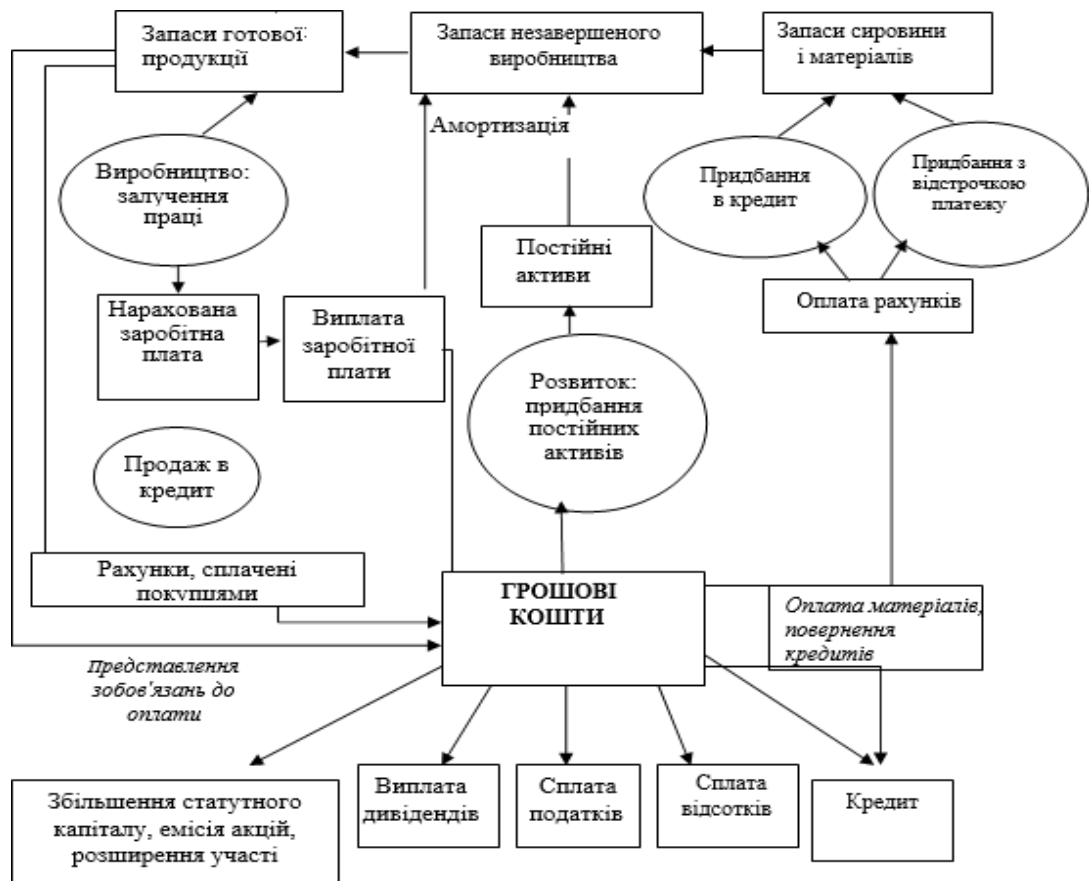 Запаси готової:
продукції
Запаси незавершеного
виробництва
Запаси сировини
і матеріалів
Амортизація
Виробництво:
залучення
праці
Придбання
в кредит
Придбання з
відстрочкою
платежу
Постійні
активи
Оплата рахунків
Нарахована
заробітна
плата
Виплата
заробітної
плати
Розвиток:
придбання
постійних
активів
Продаж в
кредит
Рахунки, сплачені
покупцями
ГРОШОВІ
КОШТИ
Оплата матеріалів,
повернення
кредитів
Представлення
зобов'язань до
оплати
Збільшення статутного
капіталу, емісія акцій,
розширення участі
Виплата
дивідендів
Сплата
податків
Сплата
відсотків
Кредит